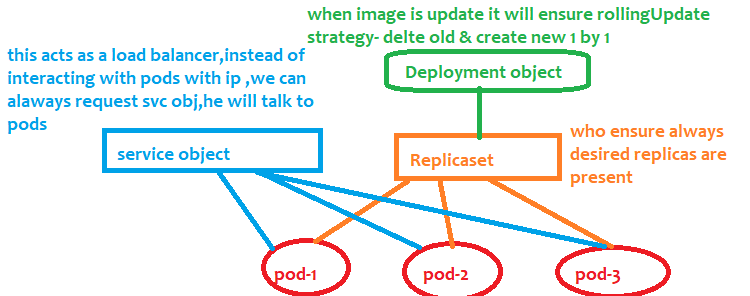 when image is update it will ensure rollingUpdate
strategy- delte old & create new 1 by 1
this acts as a load balancer,instead of
interacting with pods with ip ,we can
alaways request svc obj,he will talk to
pods
Deployment object
service object
Replicaset
who ensure always
desired replicas are
present
pod-1
pod-2
pod-3